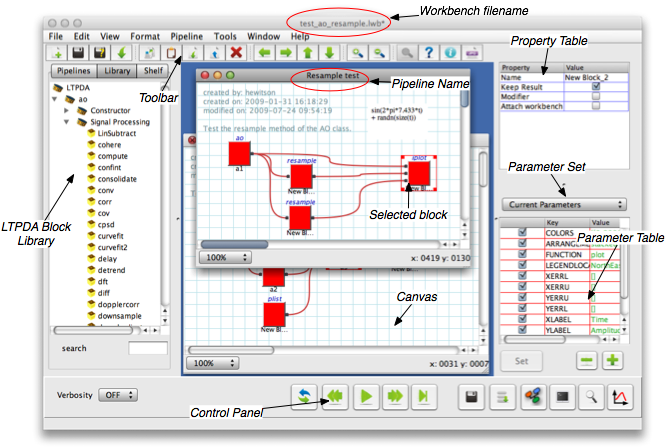 Workbench filename
test_ao_resample.lwb*
File Edit View Format Pipeline Tools Window Help
Property Table
Pipelines Library Shelf
Toolbar
Resample test
Pipeline Name
Property Value
Name New Block_2
Keep Result
Modifier
Attach workbench
LTPDA
ao
Constructor
Signal Processing
LinSubtract
cohere
compute
confint
consolidate
conv
corr
cov
cpsd
curvefit
curvefit2
delay
detrend
dft
diff
dopplercorr
downsample
LTPDA Block
Library
created by: hewitson
created on: 2009-01-31 16:18:29
modified on: 2009-07-24 09:54:19
Test the resample method of the AO class.
sin(2*pi*7.433*t)
+ randn(size(t))
ao
a1
resample
New Bl...
resample
New Bl...
iplot
New Bl...
Selected block
100%
x: 0419 y: 0130
a2
plist
New Bl...
Canvas
100%
x: 0031 y: 0007
Parameter Set
Current Parameters
Key Value
COLORS
FUNCTION plot
XERRL []
XERRU
YERRU
YERRL []
XLABEL Time
YLABEL
Parameter Table
Set
search
Verbosity OFF
Control Panel